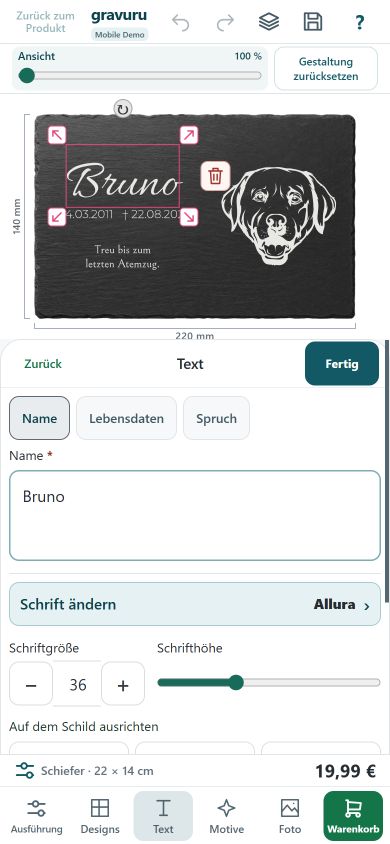 Zurück zum
Produkt
gravuru
Mobile Demo
?
Ansicht
100 %
Gestaltung
zurücksetzen
Bruno
4.03.2011 † 22.08.202
Treu bis zum
letzten Atemzug.
140 mm
220 mm
Zurück
Text
Fertig
Name
Lebensdaten
Spruch
Name *
Bruno
Schrift ändern
Allura ›
Schriftgröße
Schrifthöhe
− 36 +
Auf dem Schild ausrichten
Schiefer · 22 × 14 cm
19,99 €
Ausführung
Designs
Text
Motive
Foto
Warenkorb